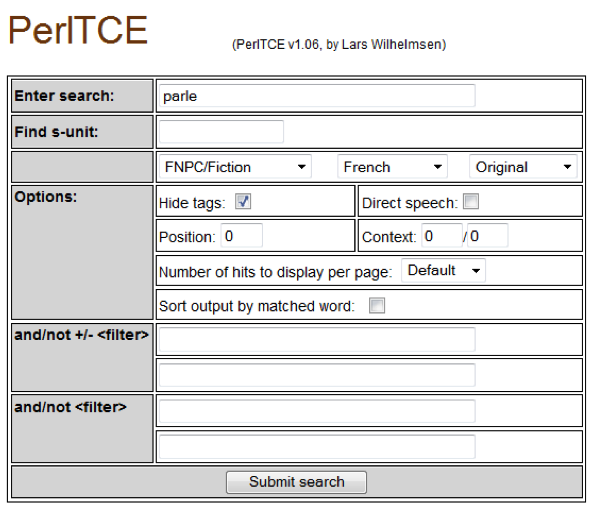 PerlTCE
(PerlTCE v1.06, by Lars Wilhelmsen)
Enter search: parle
Find s-unit:
FNPC/Fiction French Original
Options: Hide tags: Direct speech:
Position: 0 Context: 0 /0
Number of hits to display per page: Default
Sort output by matched word:
and/not +/- <filter>
and/not <filter>
Submit search